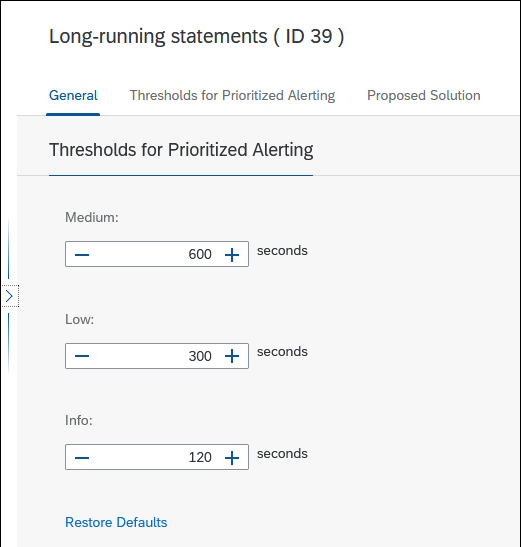 Long-running statements ( ID 39 )
General Thresholds for Prioritized Alerting Proposed Solution
Thresholds for Prioritized Alerting
Medium:
600 seconds
Low:
300 seconds
Info:
120 seconds
Restore Defaults